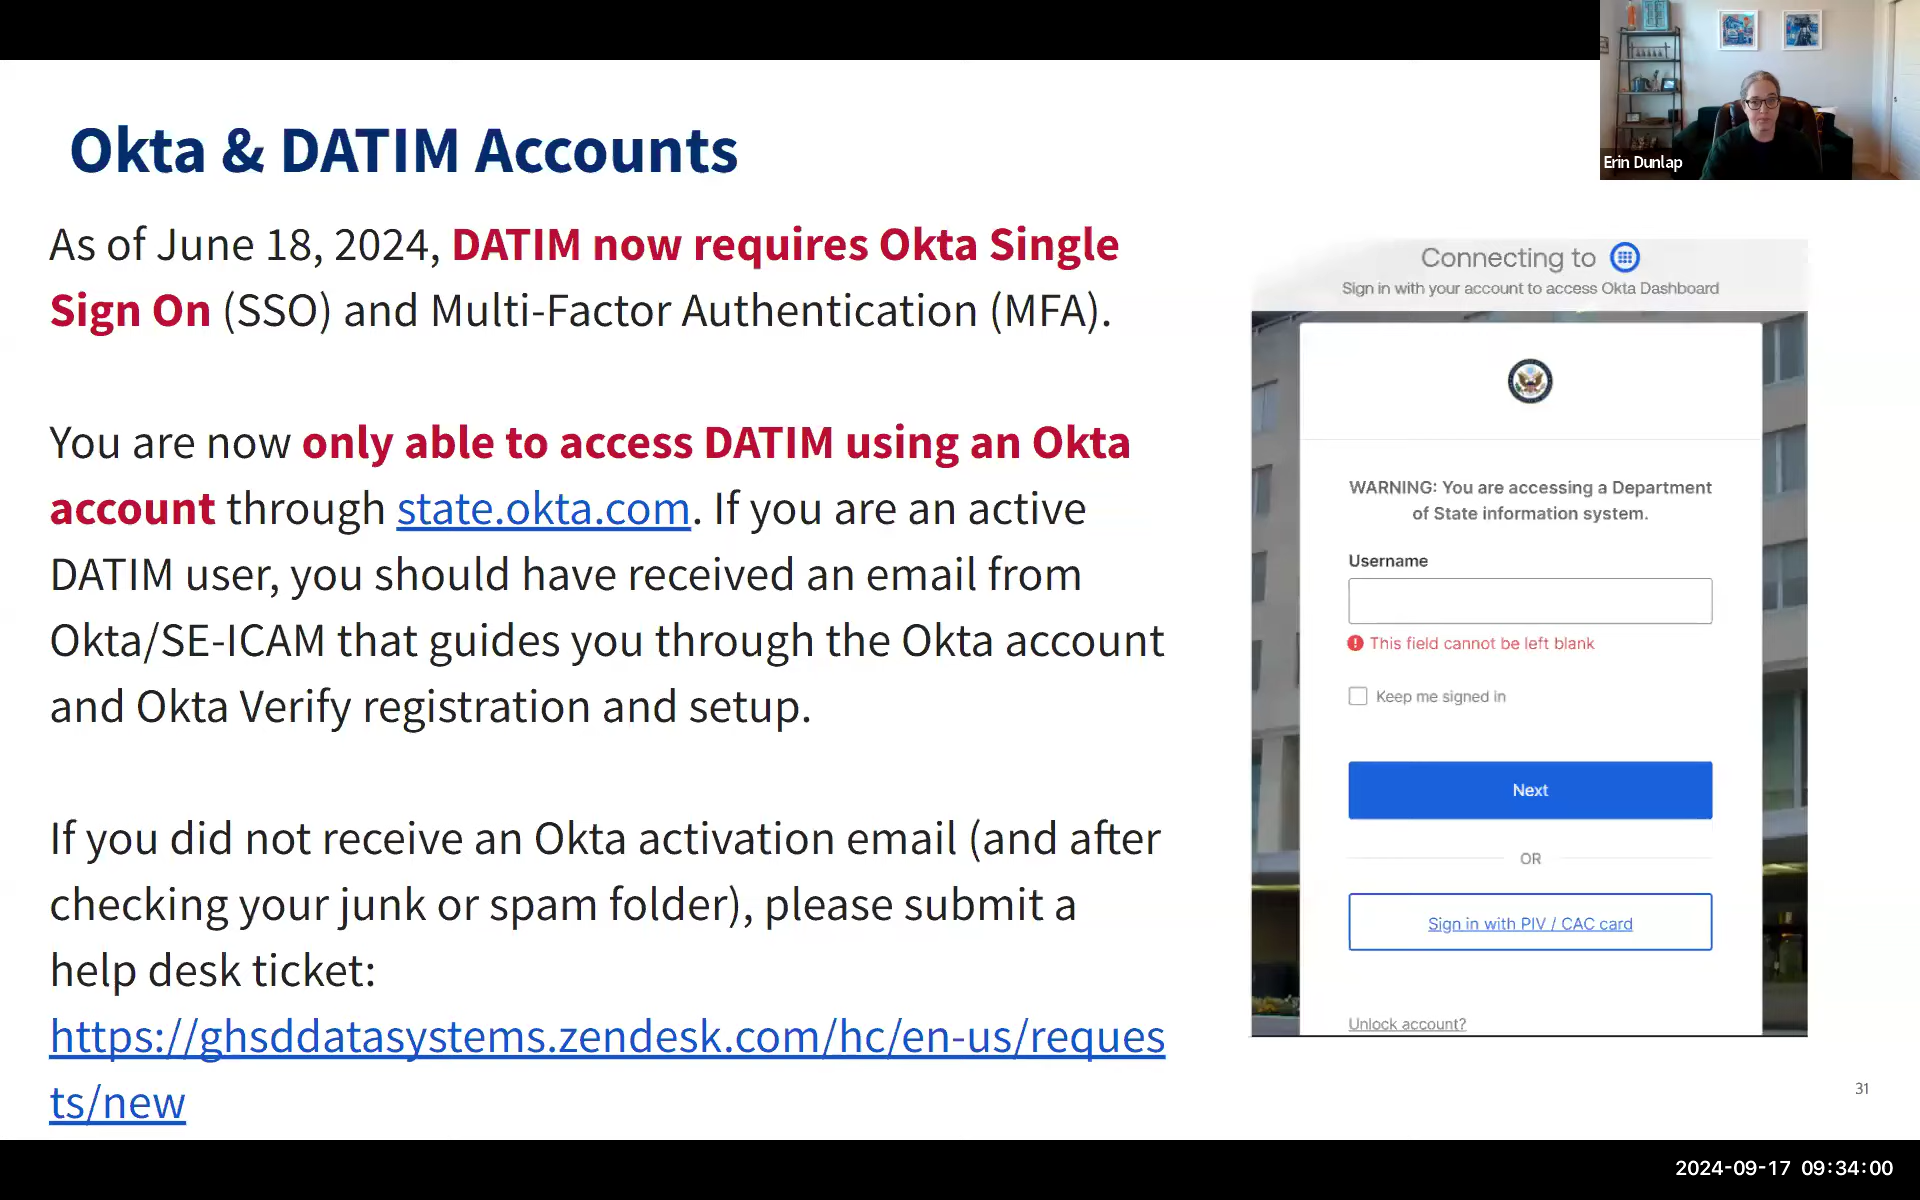 Okta & DATIM Accounts
As of June 18, 2024, DATIM now requires Okta Single
Sign On (SSO) and Multi-Factor Authentication (MFA).
You are now only able to access DATIM using an Okta
account through state.okta.com. If you are an active
DATIM user, you should have received an email from
Okta/SE-ICAM that guides you through the Okta account
and Okta Verify registration and setup.
If you did not receive an Okta activation email (and after
checking your junk or spam folder), please submit a
help desk ticket:
https://ghsddatasystems.zendesk.com/hc/en-us/reques
ts/new
Erin Dunlap
Connecting to
Sign in with your account to access Okta Dashboard
WARNING: You are accessing a Department
of State information system.
Username
This field cannot be left blank
Keep me signed in
Next
OR
Sign in with PIV / CAC card
Unlock account?
31
2024-09-17 09:34:00